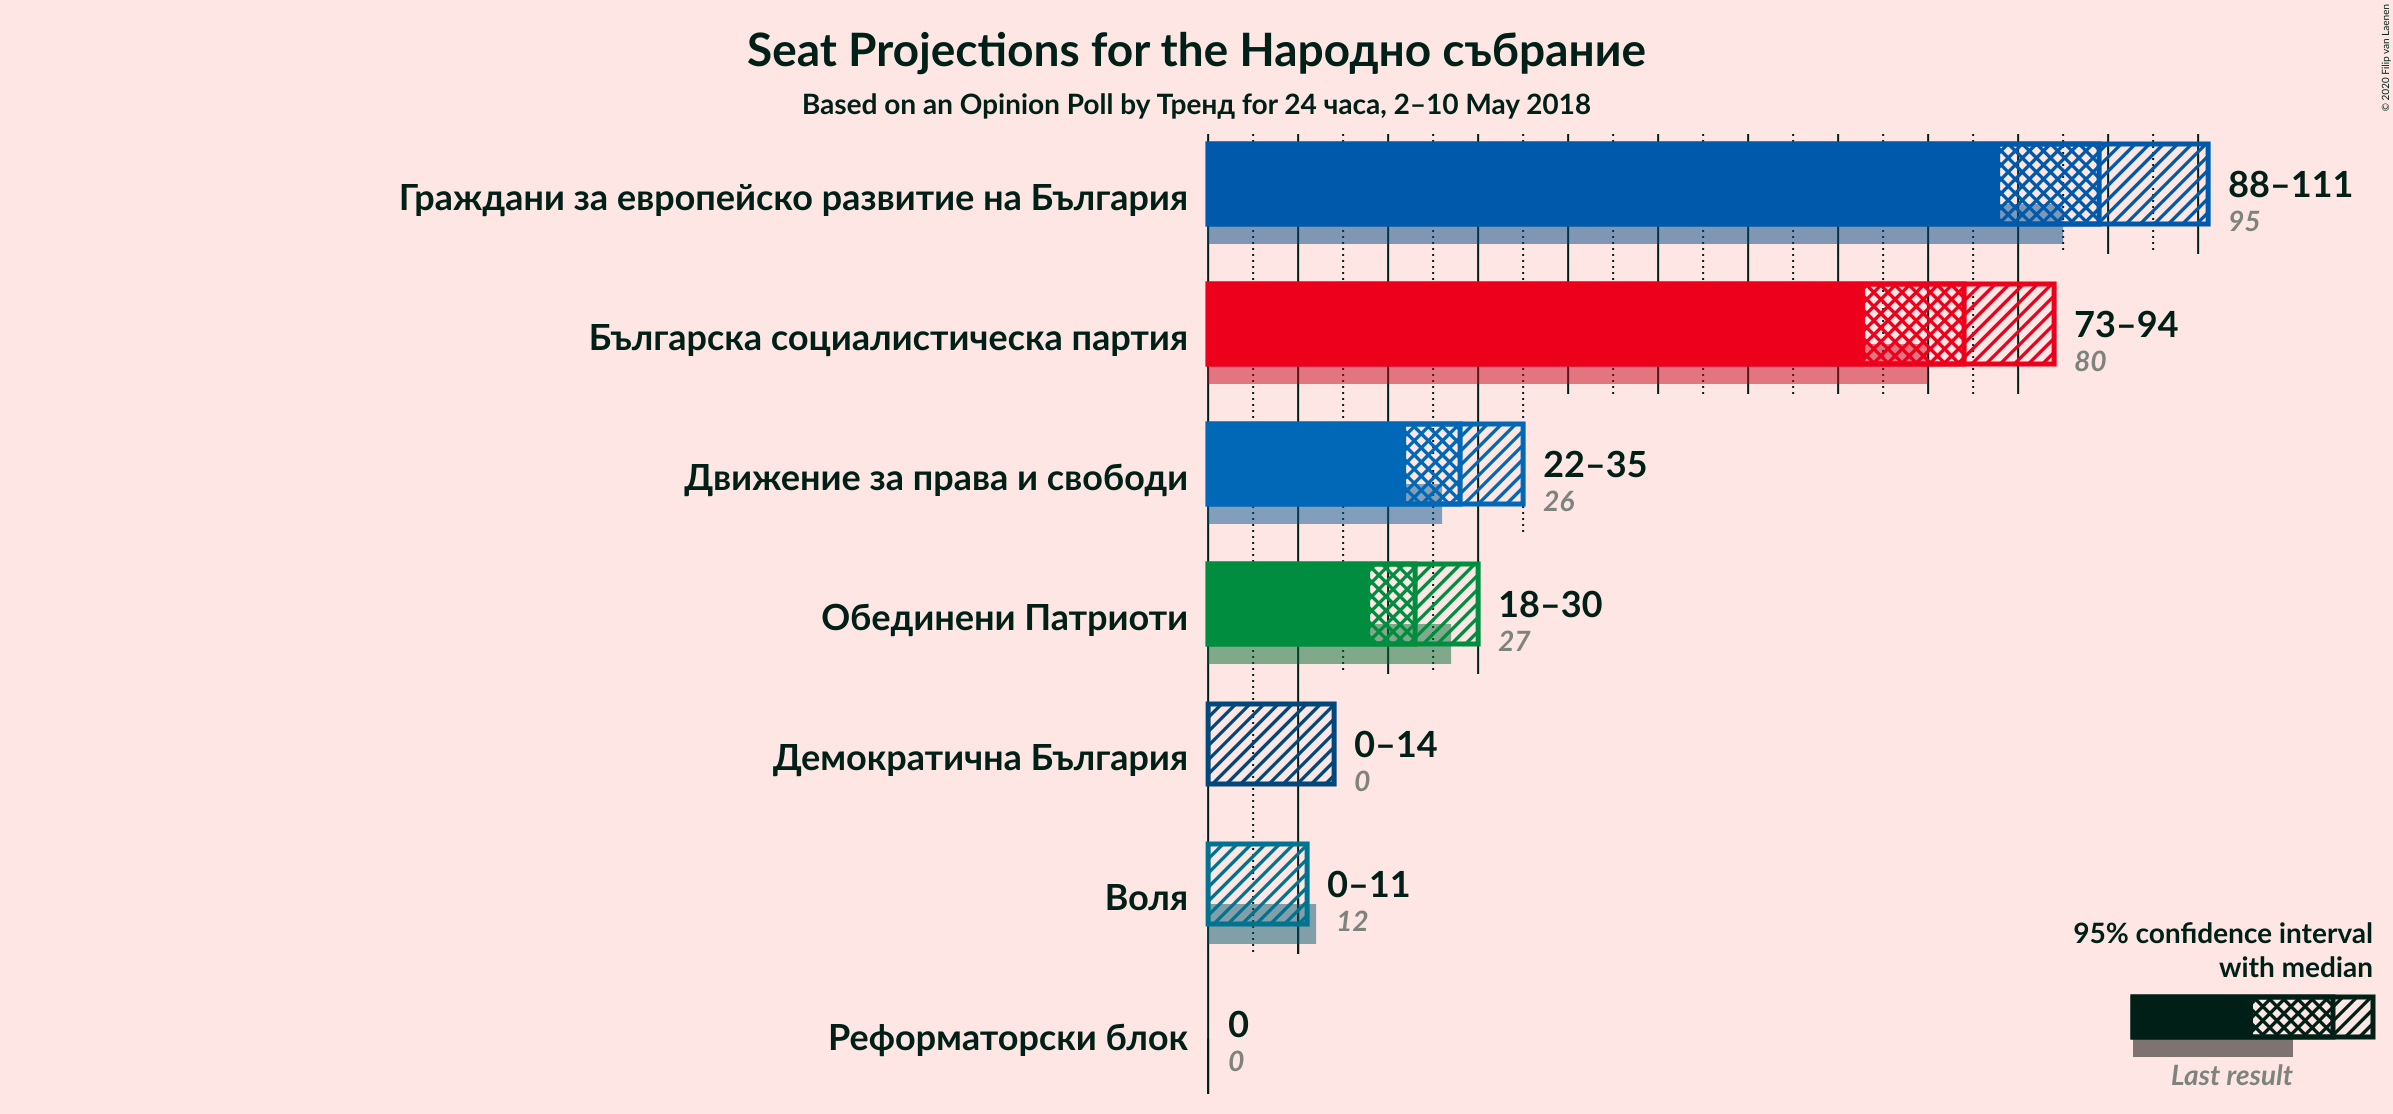 Seat Projections for the Народно събрание
Based on an Opinion Poll by Тренд for 24 часа, 2–10 May 2018
© 2020 Filip van Laenen
Граждани за европейско развитие на България
88–111
95
Българска социалистическа партия
73–94
80
Движение за права и свободи
22–35
26
Обединени Патриоти
18–30
27
Демократична България
0–14
0
Воля
0–11
12
Реформаторски блок
0
0
95% confidence interval
with median
Last result